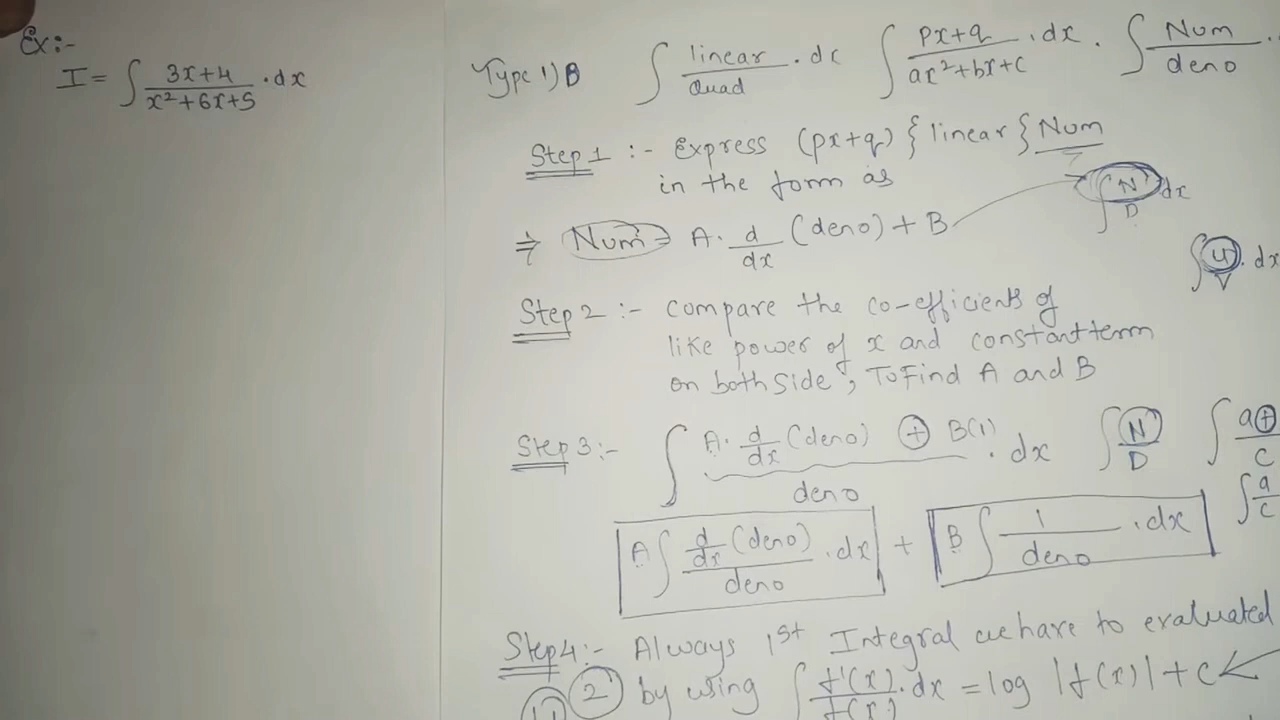 Ex:-
I = ∫ 3x+4 / x²+6x+5 .dx
Type 1) B ∫ linear / Quad . dx ∫ px+q / ax²+bx+c . dx . ∫ Num / deno .
Step 1 :- Express (px+q) { linear } Num
in the form as
∫ N / D dx
⇒ Num = A. d/dx (deno) + B
∫ u / v . dx
Step 2 :- Compare the co-efficients of
like power of x and constant term
on both side, To Find A and B
Step 3 :- ∫ A. d/dx (deno) + B(1) / deno . dx ∫ N / D ∫ a+ / c
∫ a / c
A ∫ d/dx (deno) / deno . dx + B ∫ 1 / deno .dx
Step 4 :- Always 1st Integral we have to evaluated
2 by using ∫ f'(x) / f(x) . dx = log |f(x)| + c